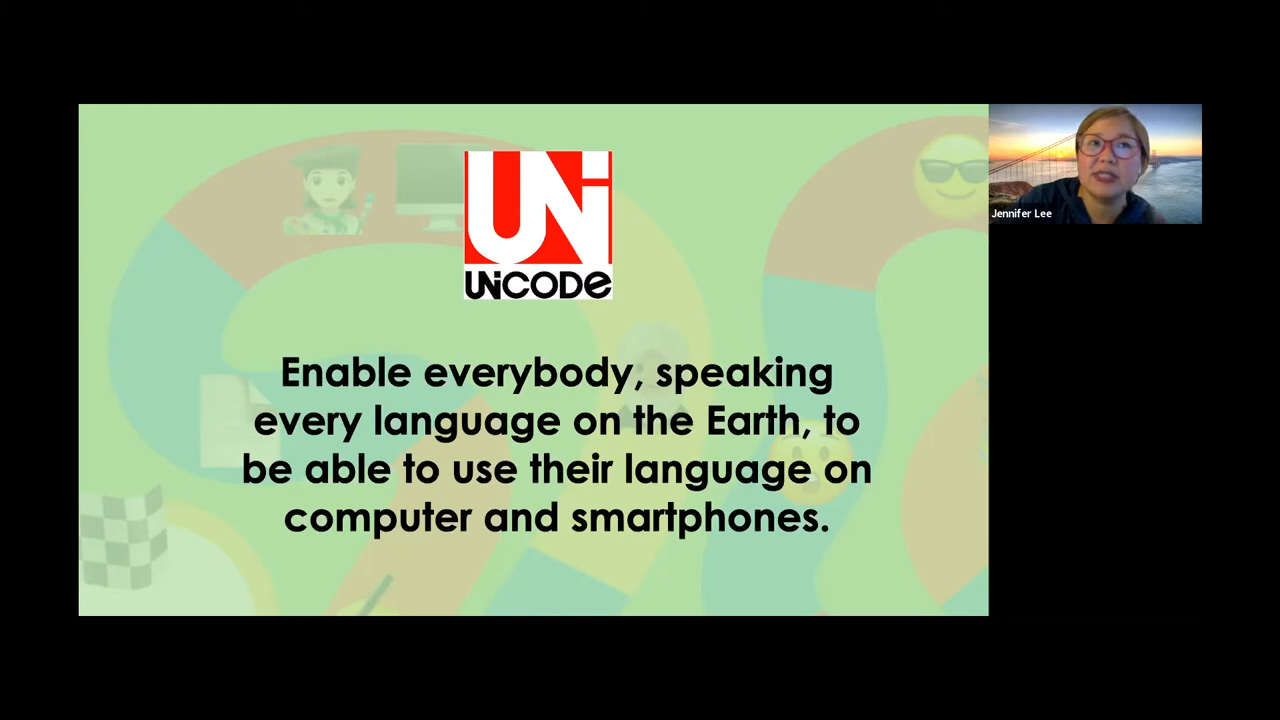 UNi
UNiCODe
Enable everybody, speaking
every language on the Earth, to
be able to use their language on
computer and smartphones.
Jennifer Lee